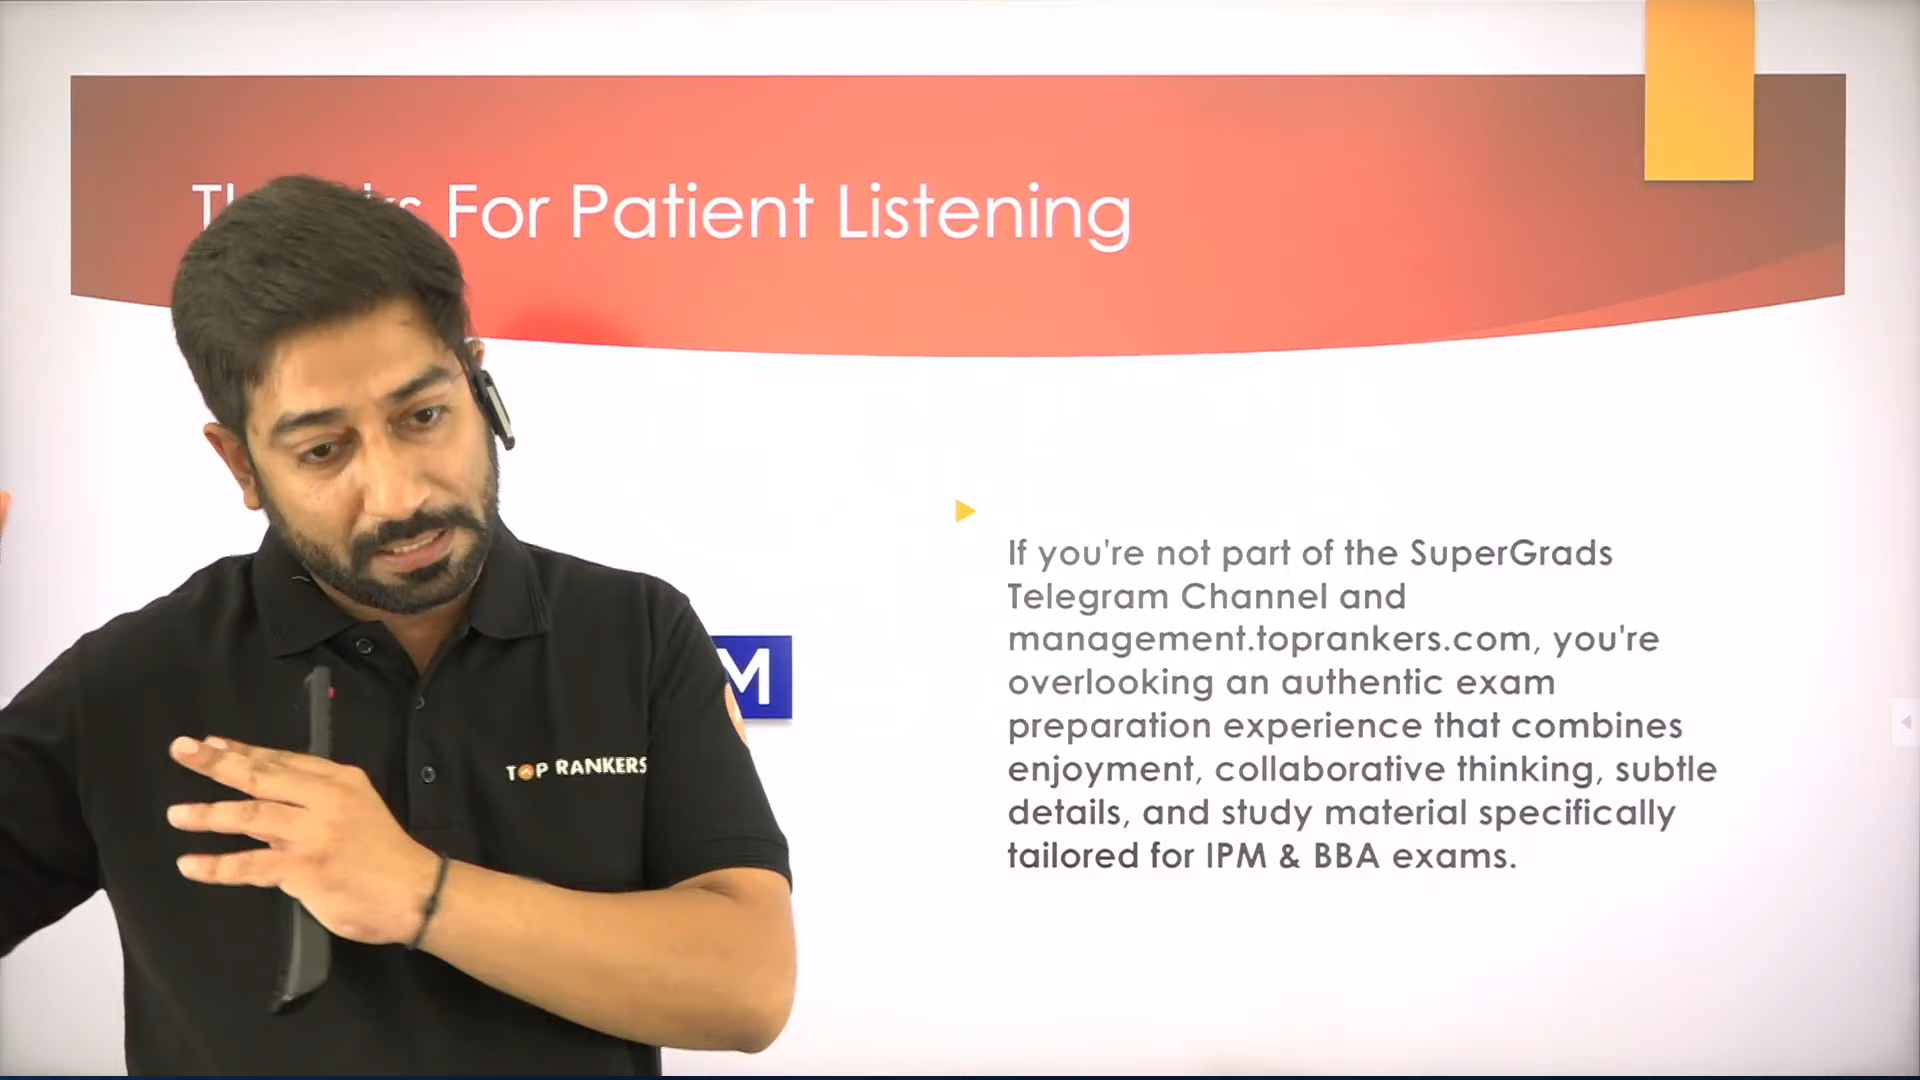 For Patient Listening
If you're not part of the SuperGrads
Telegram Channel and
management.toprankers.com, you're
overlooking an authentic exam
preparation experience that combines
enjoyment, collaborative thinking, subtle
details, and study material specifically
tailored for IPM & BBA exams.
M
TOP RANKERS